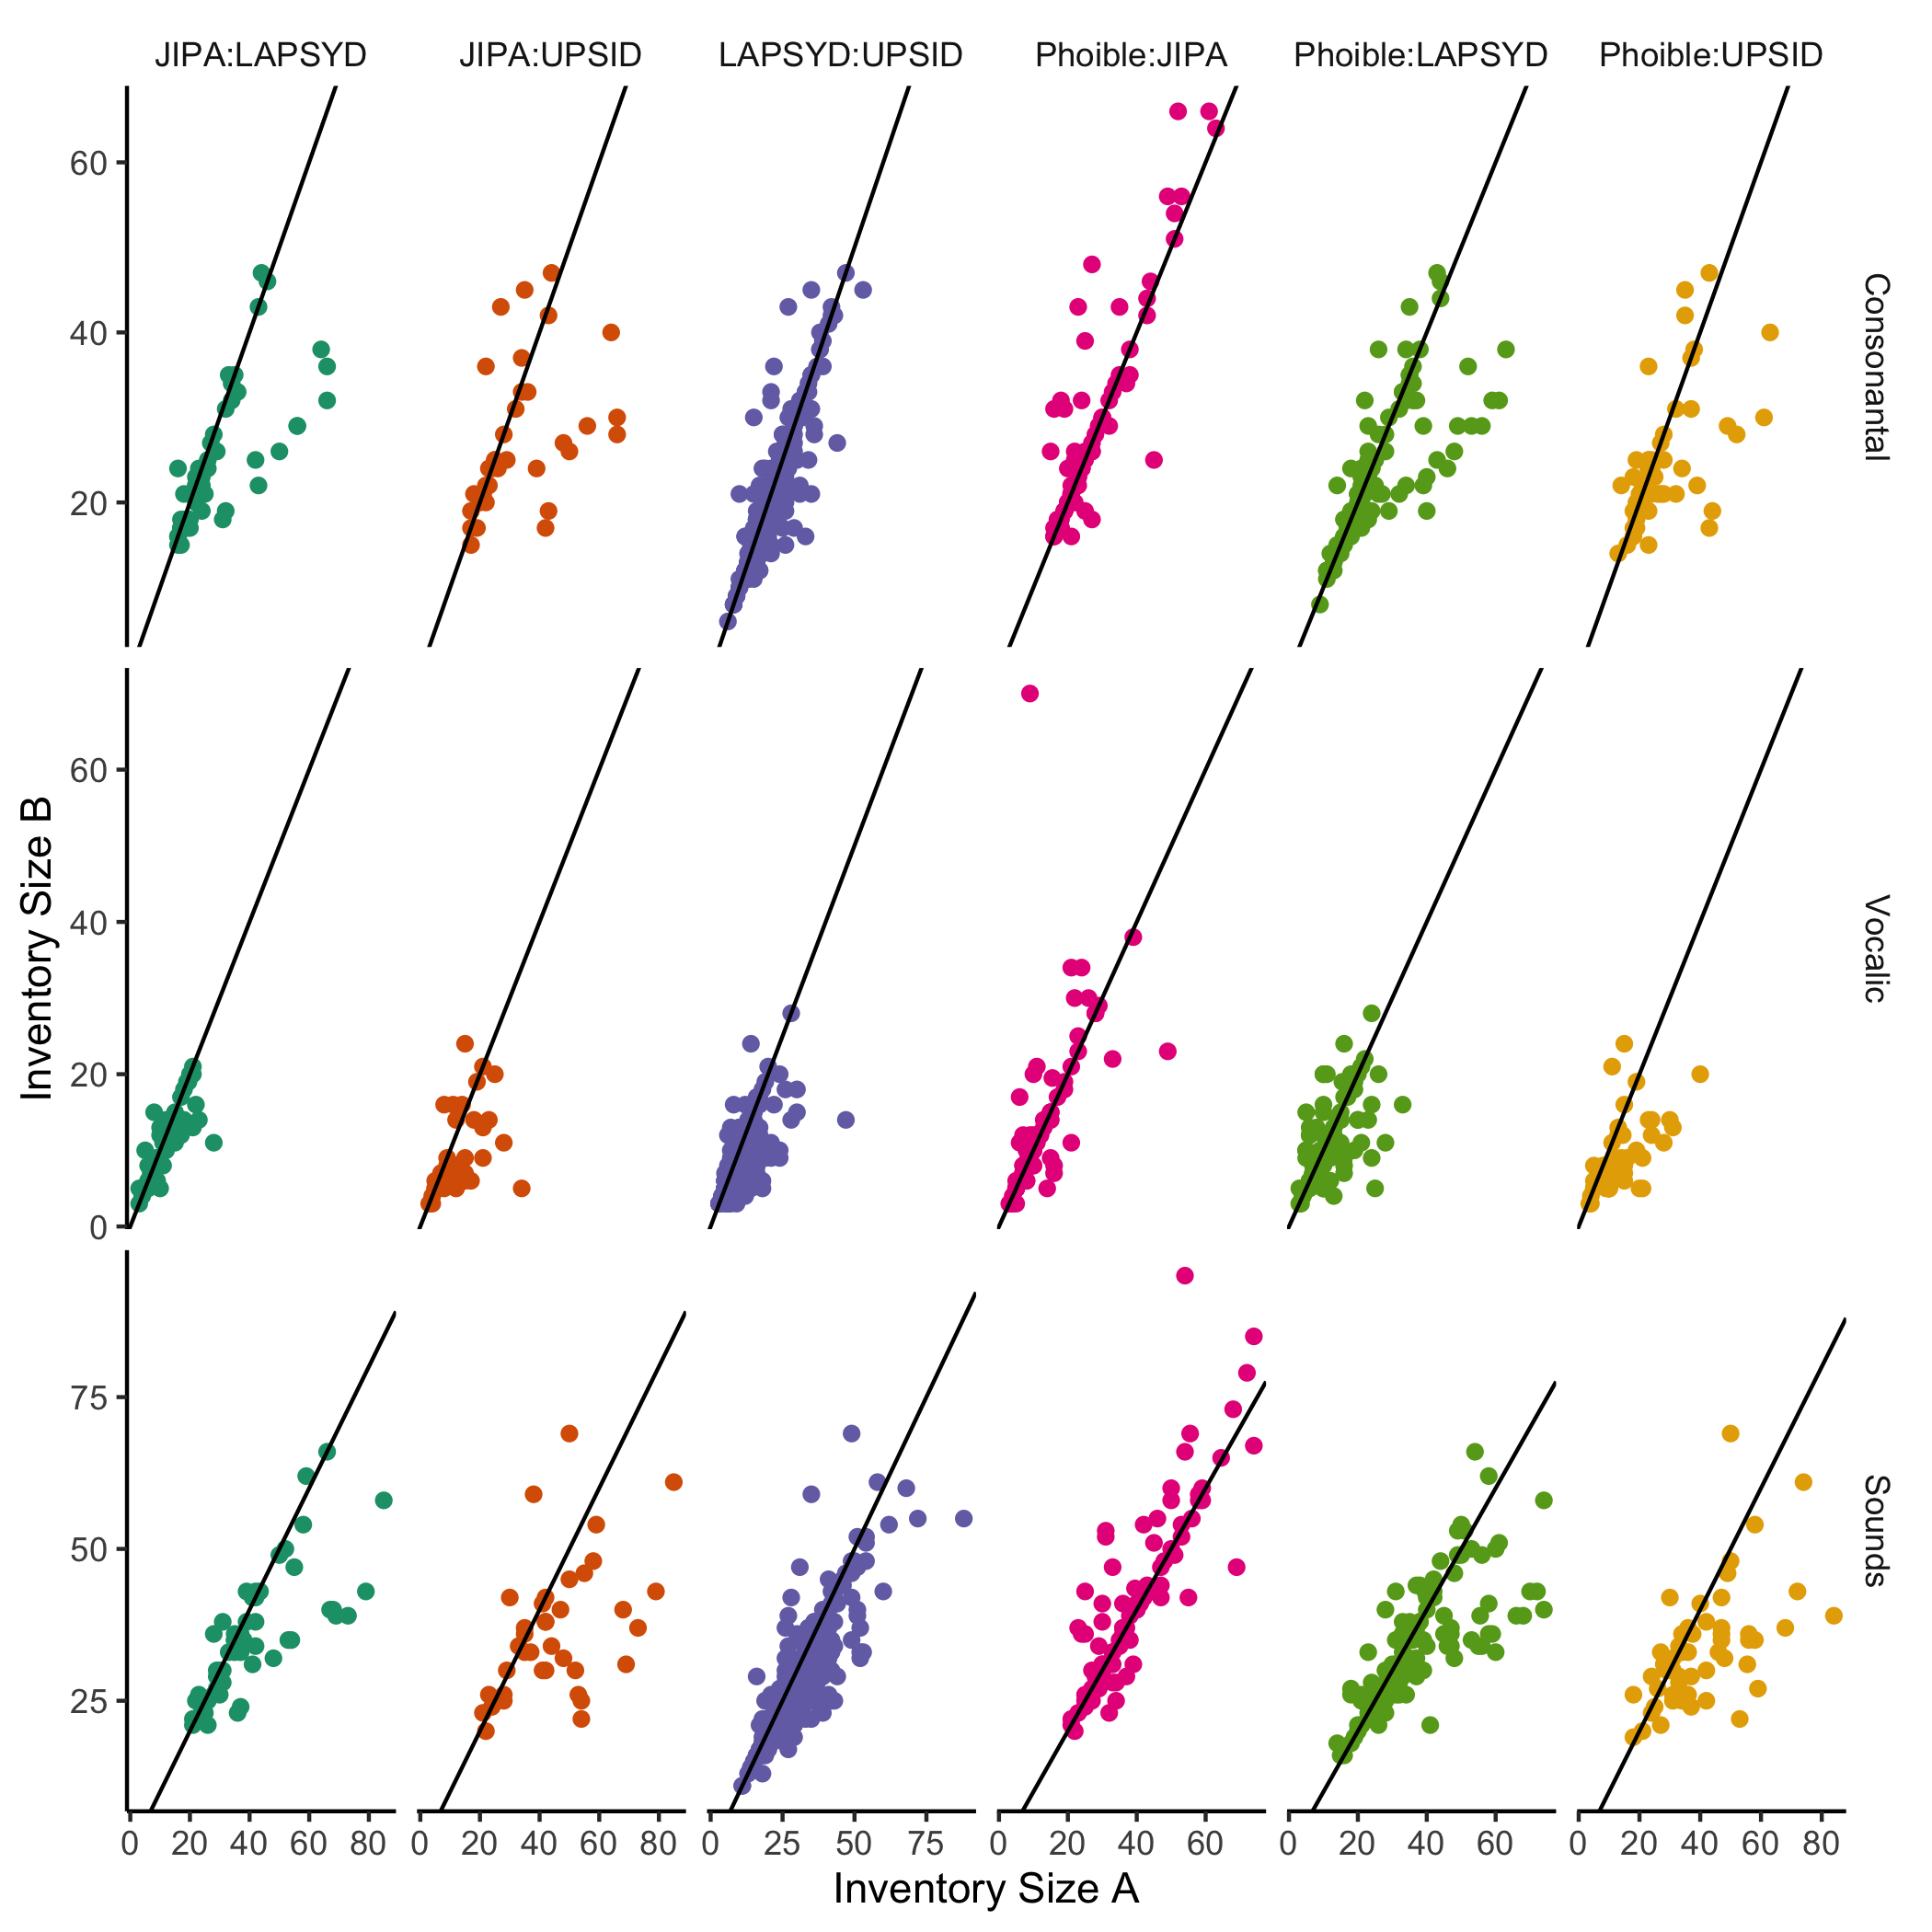 JIPA:LAPSYD JIPA:UPSID LAPSYD:UPSID Phoible:JIPA Phoible:LAPSYD Phoible:UPSID
60
40
20
Consonantal
60
40
20
0
Vocalic
75
50
25
Sounds
0 20 40 60 80 0 20 40 60 80 0 25 50 75 0 20 40 60 0 20 40 60 0 20 40 60 80
Inventory Size A
Inventory Size B